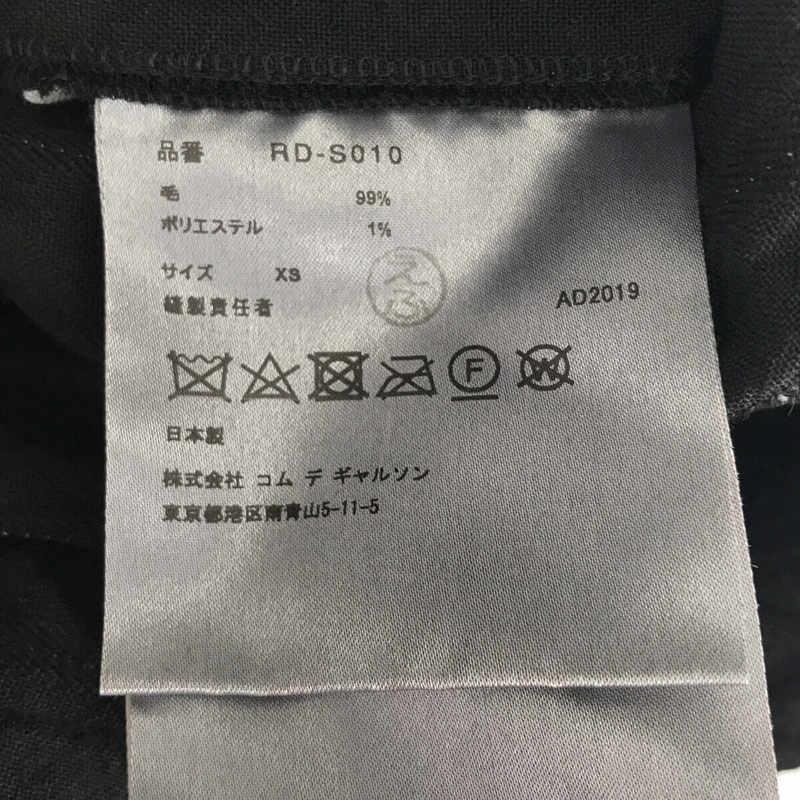 品番 RD-S010
毛 99%
ポリエステル 1%
サイズ XS
縫製責任者 えふ
AD2019
F W
日本製
株式会社 コム デ ギャルソン
東京都港区南青山5-11-5